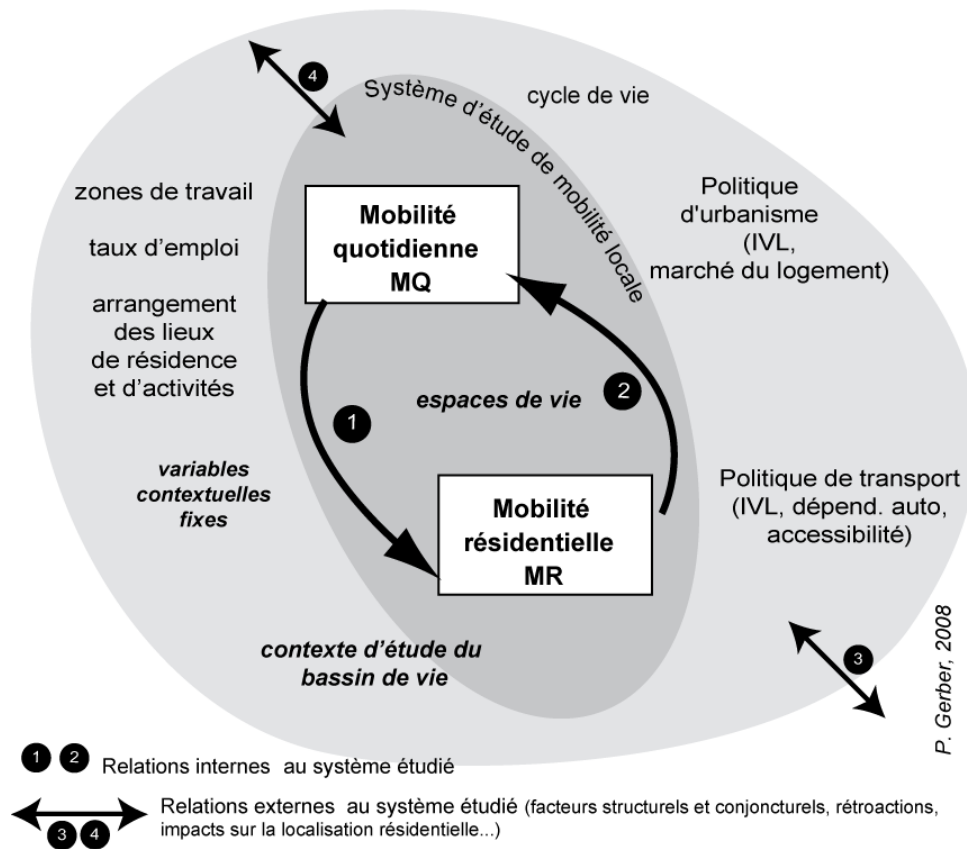 4
Système d'étude de mobilité locale
cycle de vie
zones de travail
taux d'emploi
arrangement
des lieux
de résidence
et d'activités
variables
contextuelles
fixes
Mobilité
quotidienne
MQ
Politique
d'urbanisme
(IVL,
marché du logement)
1
espaces de vie
2
Mobilité
résidentielle
MR
Politique de transport
(IVL, dépend. auto,
accessibilité)
contexte d'étude du
bassin de vie
3
P. Gerber, 2008
1 2 Relations internes au système étudié
3 4 Relations externes au système étudié (facteurs structurels et conjoncturels, rétroactions,
impacts sur la localisation résidentielle...)